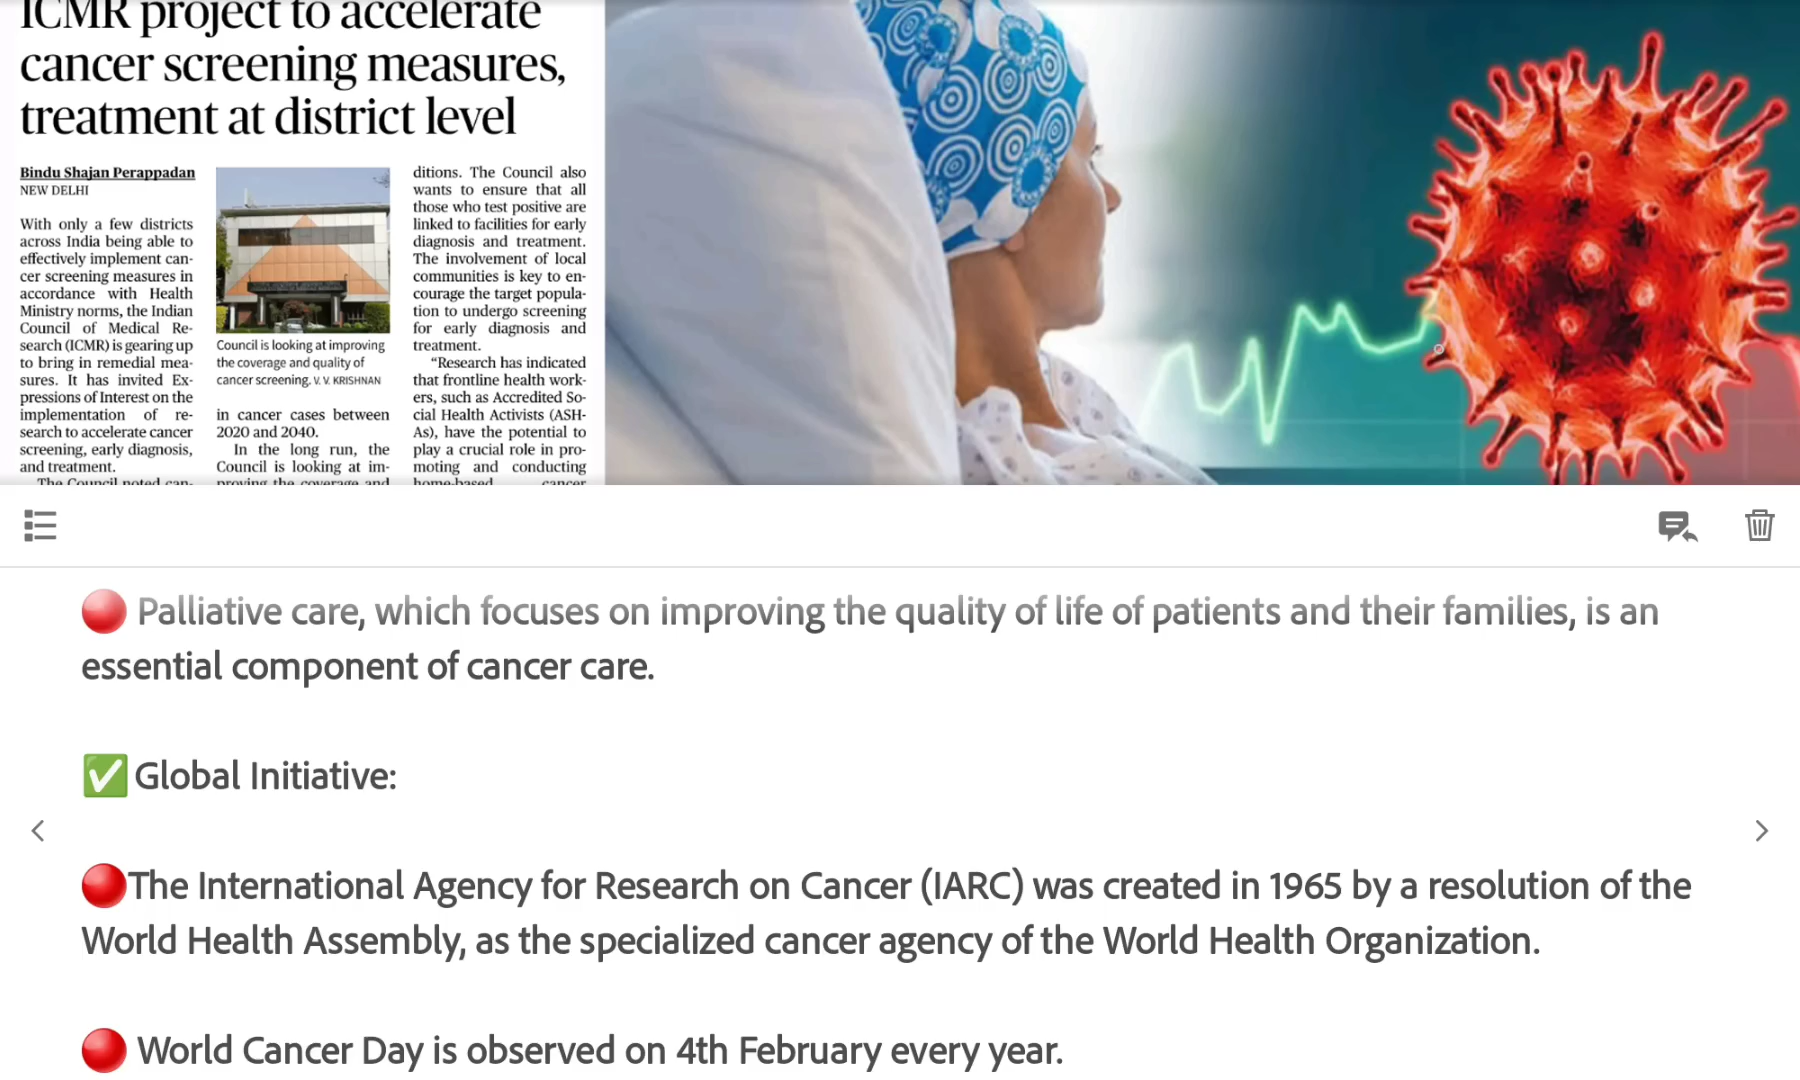 ICMR project to accelerate
cancer screening measures,
treatment at district level
Bindu Shajan Perappadan
NEW DELHI
With only a few districts
across India being able to
effectively implement can-
cer screening measures in
accordance with Health
Ministry norms, the Indian
Council of Medical Re-
search (ICMR) is gearing up
to bring in remedial mea-
sures. It has invited Ex-
pressions of Interest on the
implementation of re-
search to accelerate cancer
screening, early diagnosis,
and treatment.
The Council noted can-
Council is looking at improving
the coverage and quality of
cancer screening. V. V. KRISHNAN
in cancer cases between
2020 and 2040.
In the long run, the
Council is looking at im-
proving the coverage and
ditions. The Council also
wants to ensure that all
those who test positive are
linked to facilities for early
diagnosis and treatment.
The involvement of local
communities is key to en-
courage the target popula-
tion to undergo screening
for early diagnosis and
treatment.
“Research has indicated
that frontline health work-
ers, such as Accredited So-
cial Health Activists (ASH-
As), have the potential to
play a crucial role in pro-
moting and conducting
home-based cancer
Palliative care, which focuses on improving the quality of life of patients and their families, is an
essential component of cancer care.
Global Initiative:
The International Agency for Research on Cancer (IARC) was created in 1965 by a resolution of the
World Health Assembly, as the specialized cancer agency of the World Health Organization.
World Cancer Day is observed on 4th February every year.